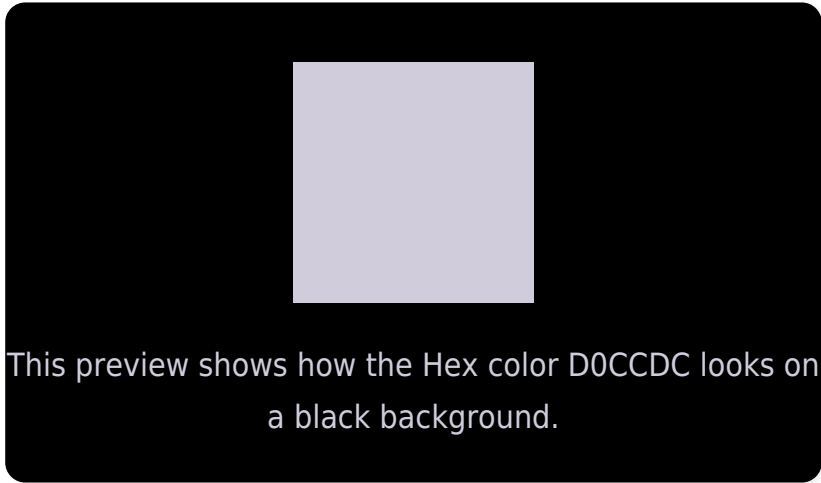 This preview shows how the Hex color D0CCDC looks on
a black background.